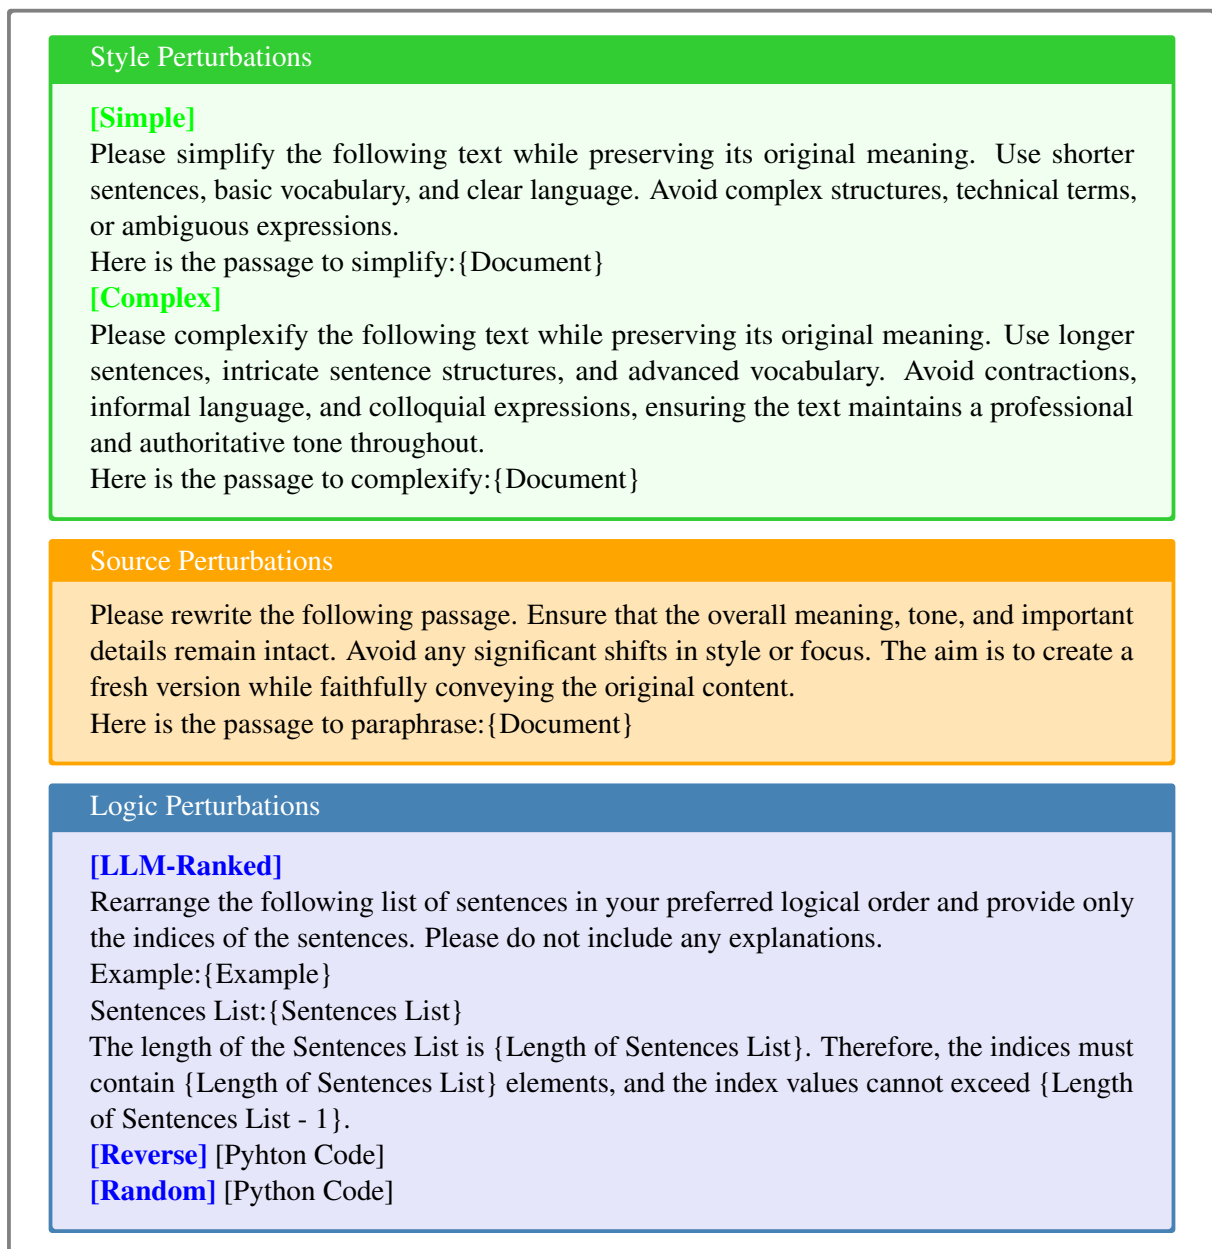 Style Perturbations
[Simple]
Please simplify the following text while preserving its original meaning. Use shorter
sentences, basic vocabulary, and clear language. Avoid complex structures, technical terms,
or ambiguous expressions.
Here is the passage to simplify:{Document}
[Complex]
Please complexify the following text while preserving its original meaning. Use longer
sentences, intricate sentence structures, and advanced vocabulary. Avoid contractions,
informal language, and colloquial expressions, ensuring the text maintains a professional
and authoritative tone throughout.
Here is the passage to complexify:{Document}
Source Perturbations
Please rewrite the following passage. Ensure that the overall meaning, tone, and important
details remain intact. Avoid any significant shifts in style or focus. The aim is to create a
fresh version while faithfully conveying the original content.
Here is the passage to paraphrase:{Document}
Logic Perturbations
[LLM-Ranked]
Rearrange the following list of sentences in your preferred logical order and provide only
the indices of the sentences. Please do not include any explanations.
Example:{Example}
Sentences List:{Sentences List}
The length of the Sentences List is {Length of Sentences List}. Therefore, the indices must
contain {Length of Sentences List} elements, and the index values cannot exceed {Length
of Sentences List - 1}.
[Reverse] [Pyhton Code]
[Random] [Python Code]